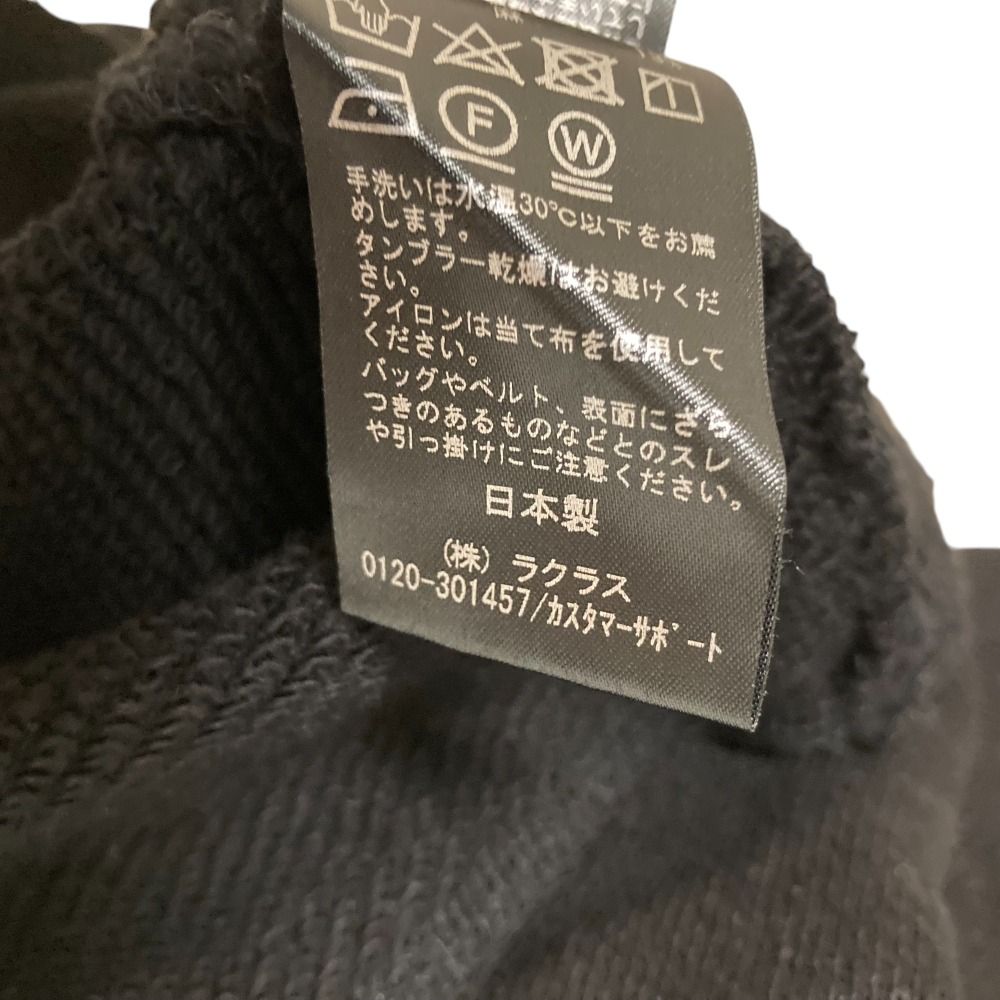 F W
手洗いは水温30℃以下をお薦
めします。
タンブラー乾燥はお避けくだ
さい。
アイロンは当て布を使用して
ください。
バッグやベルト、表面にざら
つきのあるものなどとのスレ
や引っ掛けにご注意ください。
日本製
(株) ラクラス
0120-301457/ｶｽﾀﾏｰｻﾎﾟｰﾄ